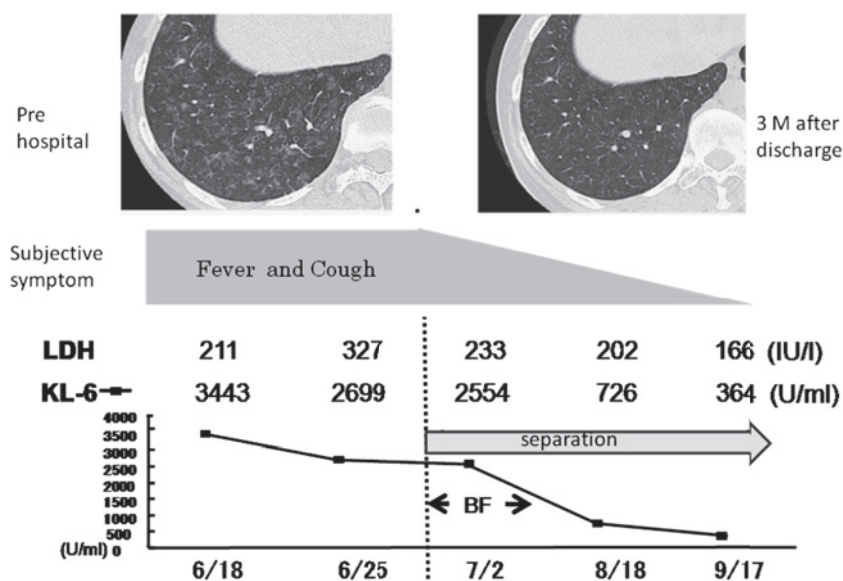 Pre
hospital
3 M after
discharge
Subjective
symptom
Fever and Cough
LDH 211 327 233 202 166 (IU/l)
KL-6 3443 2699 2554 726 364 (U/ml)
4000
3500
3000
2500
2000
1500
1000
500
(U/ml) 0
separation
BF
6/18 6/25 7/2 8/18 9/17